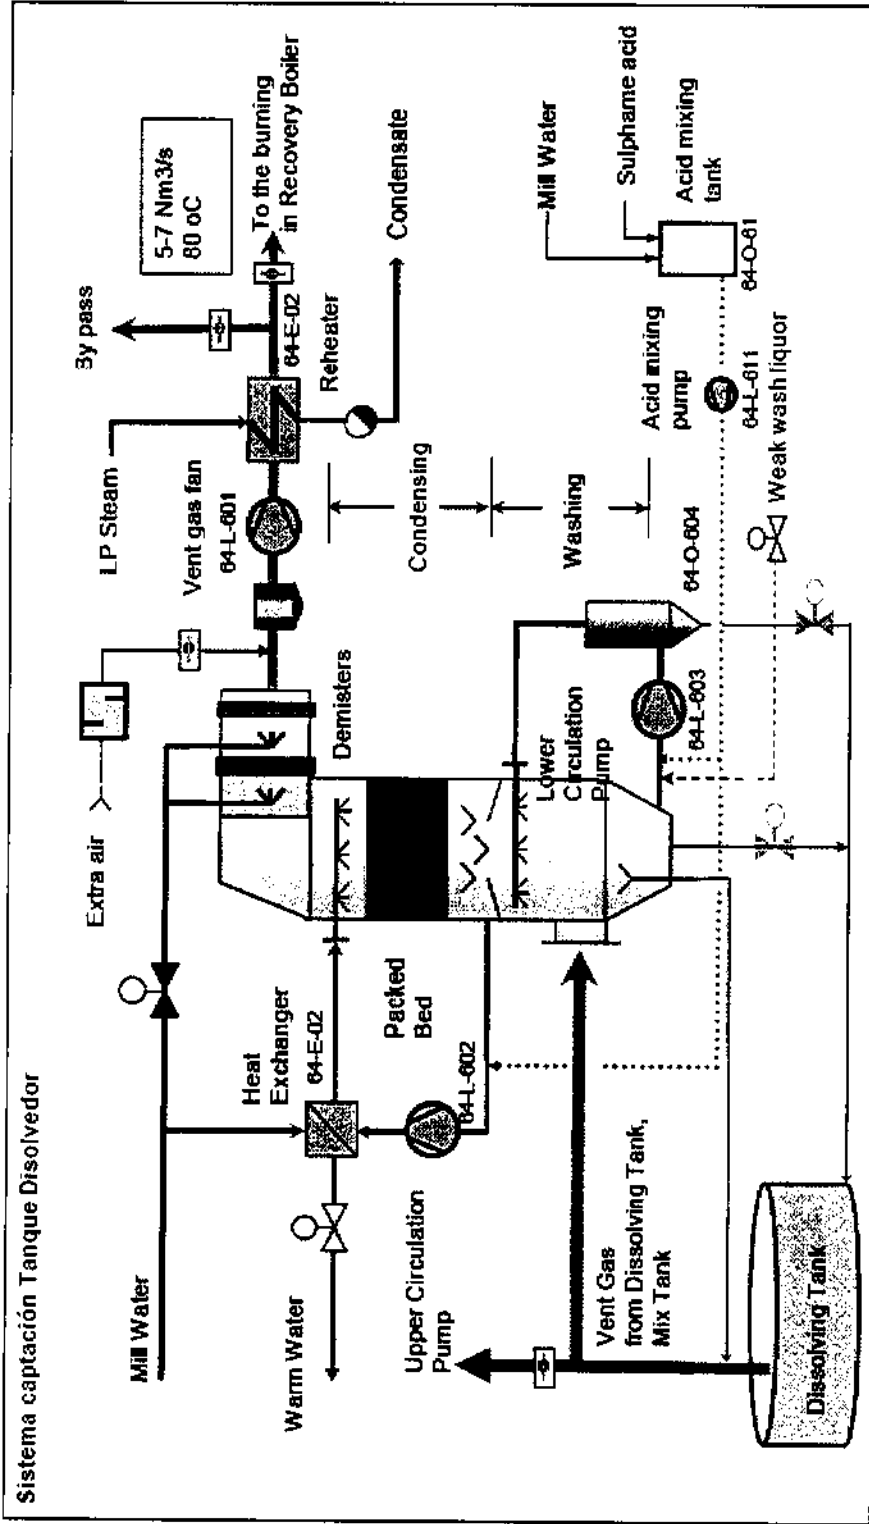 Sistema captación Tanque Disolvedor
Mill Water
Extra air
LP Steam
By pass
5-7 Nm3/s
60 oC
To the burning
in Recovery Boiler
Vent gas fan
64-L-601
64-E-02
Reheater
Condensate
Demisters
Condensing
Washing
Heat
Exchanger
64-E-02
Warm Water
Packed
Bed
64-L-602
Upper Circulation
Pump
Lower
Circulation
Pump
64-L-603
64-O-604
Mill Water
Sulphame acid
Acid mixing
tank
64-O-61
Acid mixing
pump
64-L-611
Weak wash liquor
Vent Gas
from Dissolving Tank,
Mix Tank
Dissolving Tank